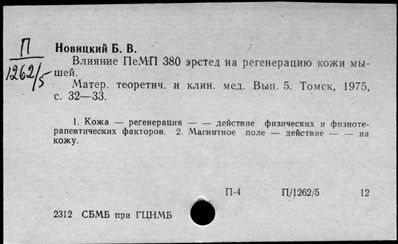 П
1262/5
Новицкий Б. В.
Влияние ПеМП 380 эрстед на регенерацию кожи мы-
шей.
Матер. теоретич. и клин. мед. Вып. 5. Томск, 1975,
с. 32—33.
1. Кожа — регенерация — — действие физических и физиоте-
рапевтических факторов. 2. Магнитное поле — действие — — на
кожу.
П-4 П/1262/5 12
2312 СБМБ при ГЦНМБ